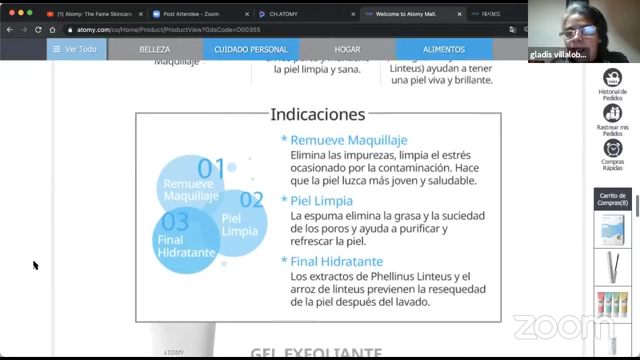 (1) Atomy: The Fame Skincare
Post Attendee - Zoom
CH.ATOMY
Welcome to Atomy Mall.
대시보드
atomy.com/co/Home/Product/ProductView?GdsCode=O00355
Ver Todo
BELLEZA
CUIDADO PERSONAL
HOGAR
ALIMENTOS
gladis villalob...
Maquillaje
la piel limpia y sana.
Linteus) ayudan a tener
una piel viva y brillante.
Historial de
Pedidos
Rastrear mis
Pedidos
Compras
Rápidas
Carrito de
Compras(8)
Indicaciones
01
Remueve
Maquillaje
02
Piel
Limpia
03
Final
Hidratante
* Remueve Maquillaje
Elimina las impurezas, limpia el estrés
ocasionado por la contaminación. Hace
que la piel luzca más joven y saludable.
* Piel Limpia
La espuma elimina la grasa y la suciedad
de los poros y ayuda a purificar y
refrescar la piel.
* Final Hidratante
Los extractos de Phellinus Linteus y el
arroz de linteus previenen la resequedad
de la piel después del lavado.
ATOMY
GEL EXFOLIANTE
zoom